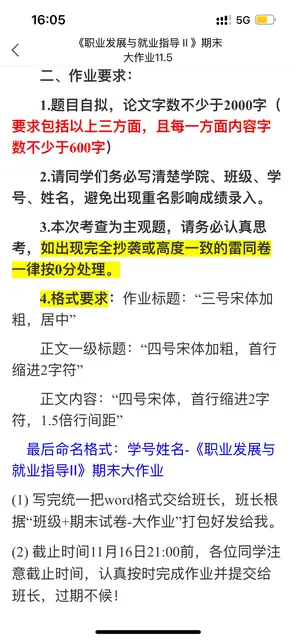 16:05
5G
《职业发展与就业指导Ⅱ》期末
大作业11.5
二、作业要求：
1.题目自拟，论文字数不少于2000字（
要求包括以上三方面，且每一方面内容字
数不少于600字）
2.请同学们务必写清楚学院、班级、学
号、姓名，避免出现重名影响成绩录入。
3.本次考查为主观题，请务必认真思
考，如出现完全抄袭或高度一致的雷同卷
一律按0分处理。
4.格式要求：作业标题：“三号宋体加
粗，居中”
正文一级标题：“四号宋体加粗，首行
缩进2字符”
正文内容：“四号宋体，首行缩进2字
符，1.5倍行间距”
最后命名格式：学号姓名-《职业发展与
就业指导II》期末大作业
(1) 写完统一把word格式交给班长，班长根
据“班级+期末试卷-大作业”打包好发给我。
(2) 截止时间11月16日21:00前，各位同学注
意截止时间，认真按时完成作业并提交给
班长，过期不候！